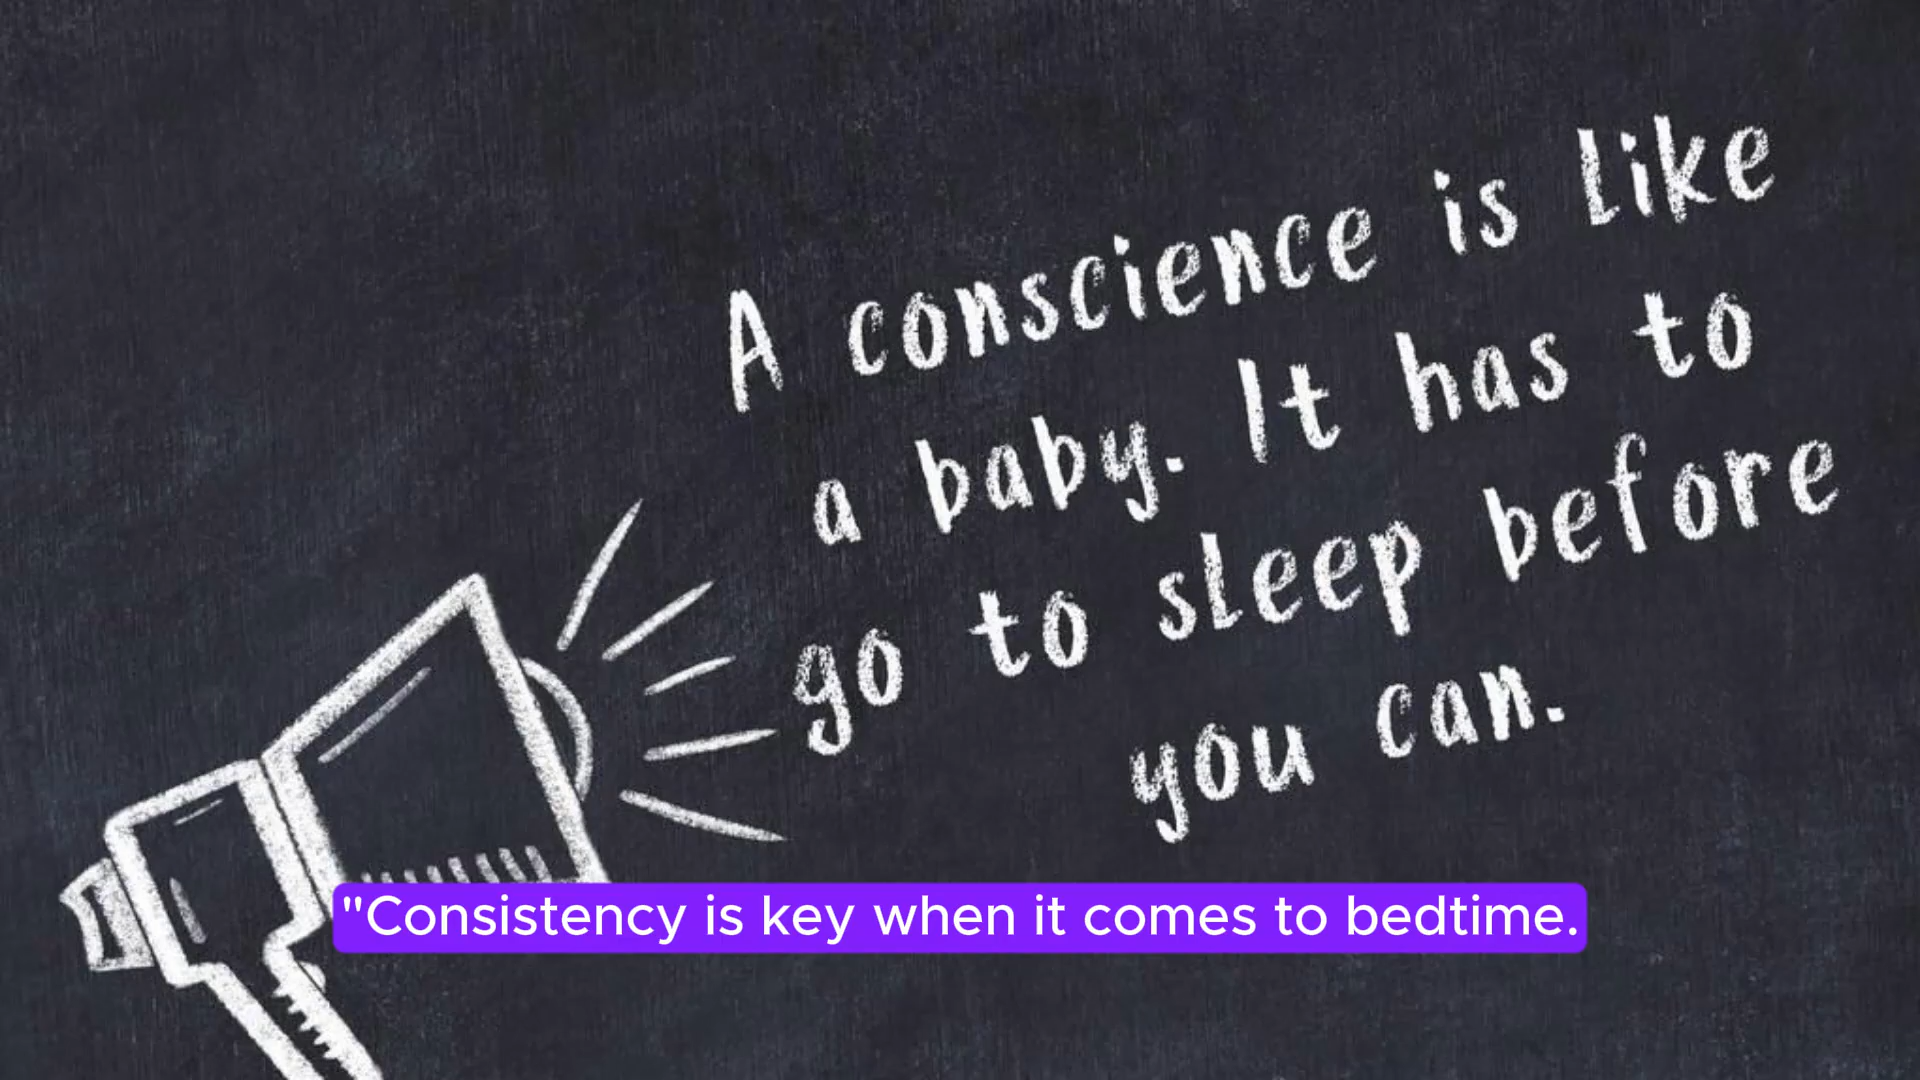 A conscience is like
a baby. It has to
go to sleep before
you can.
"Consistency is key when it comes to bedtime.